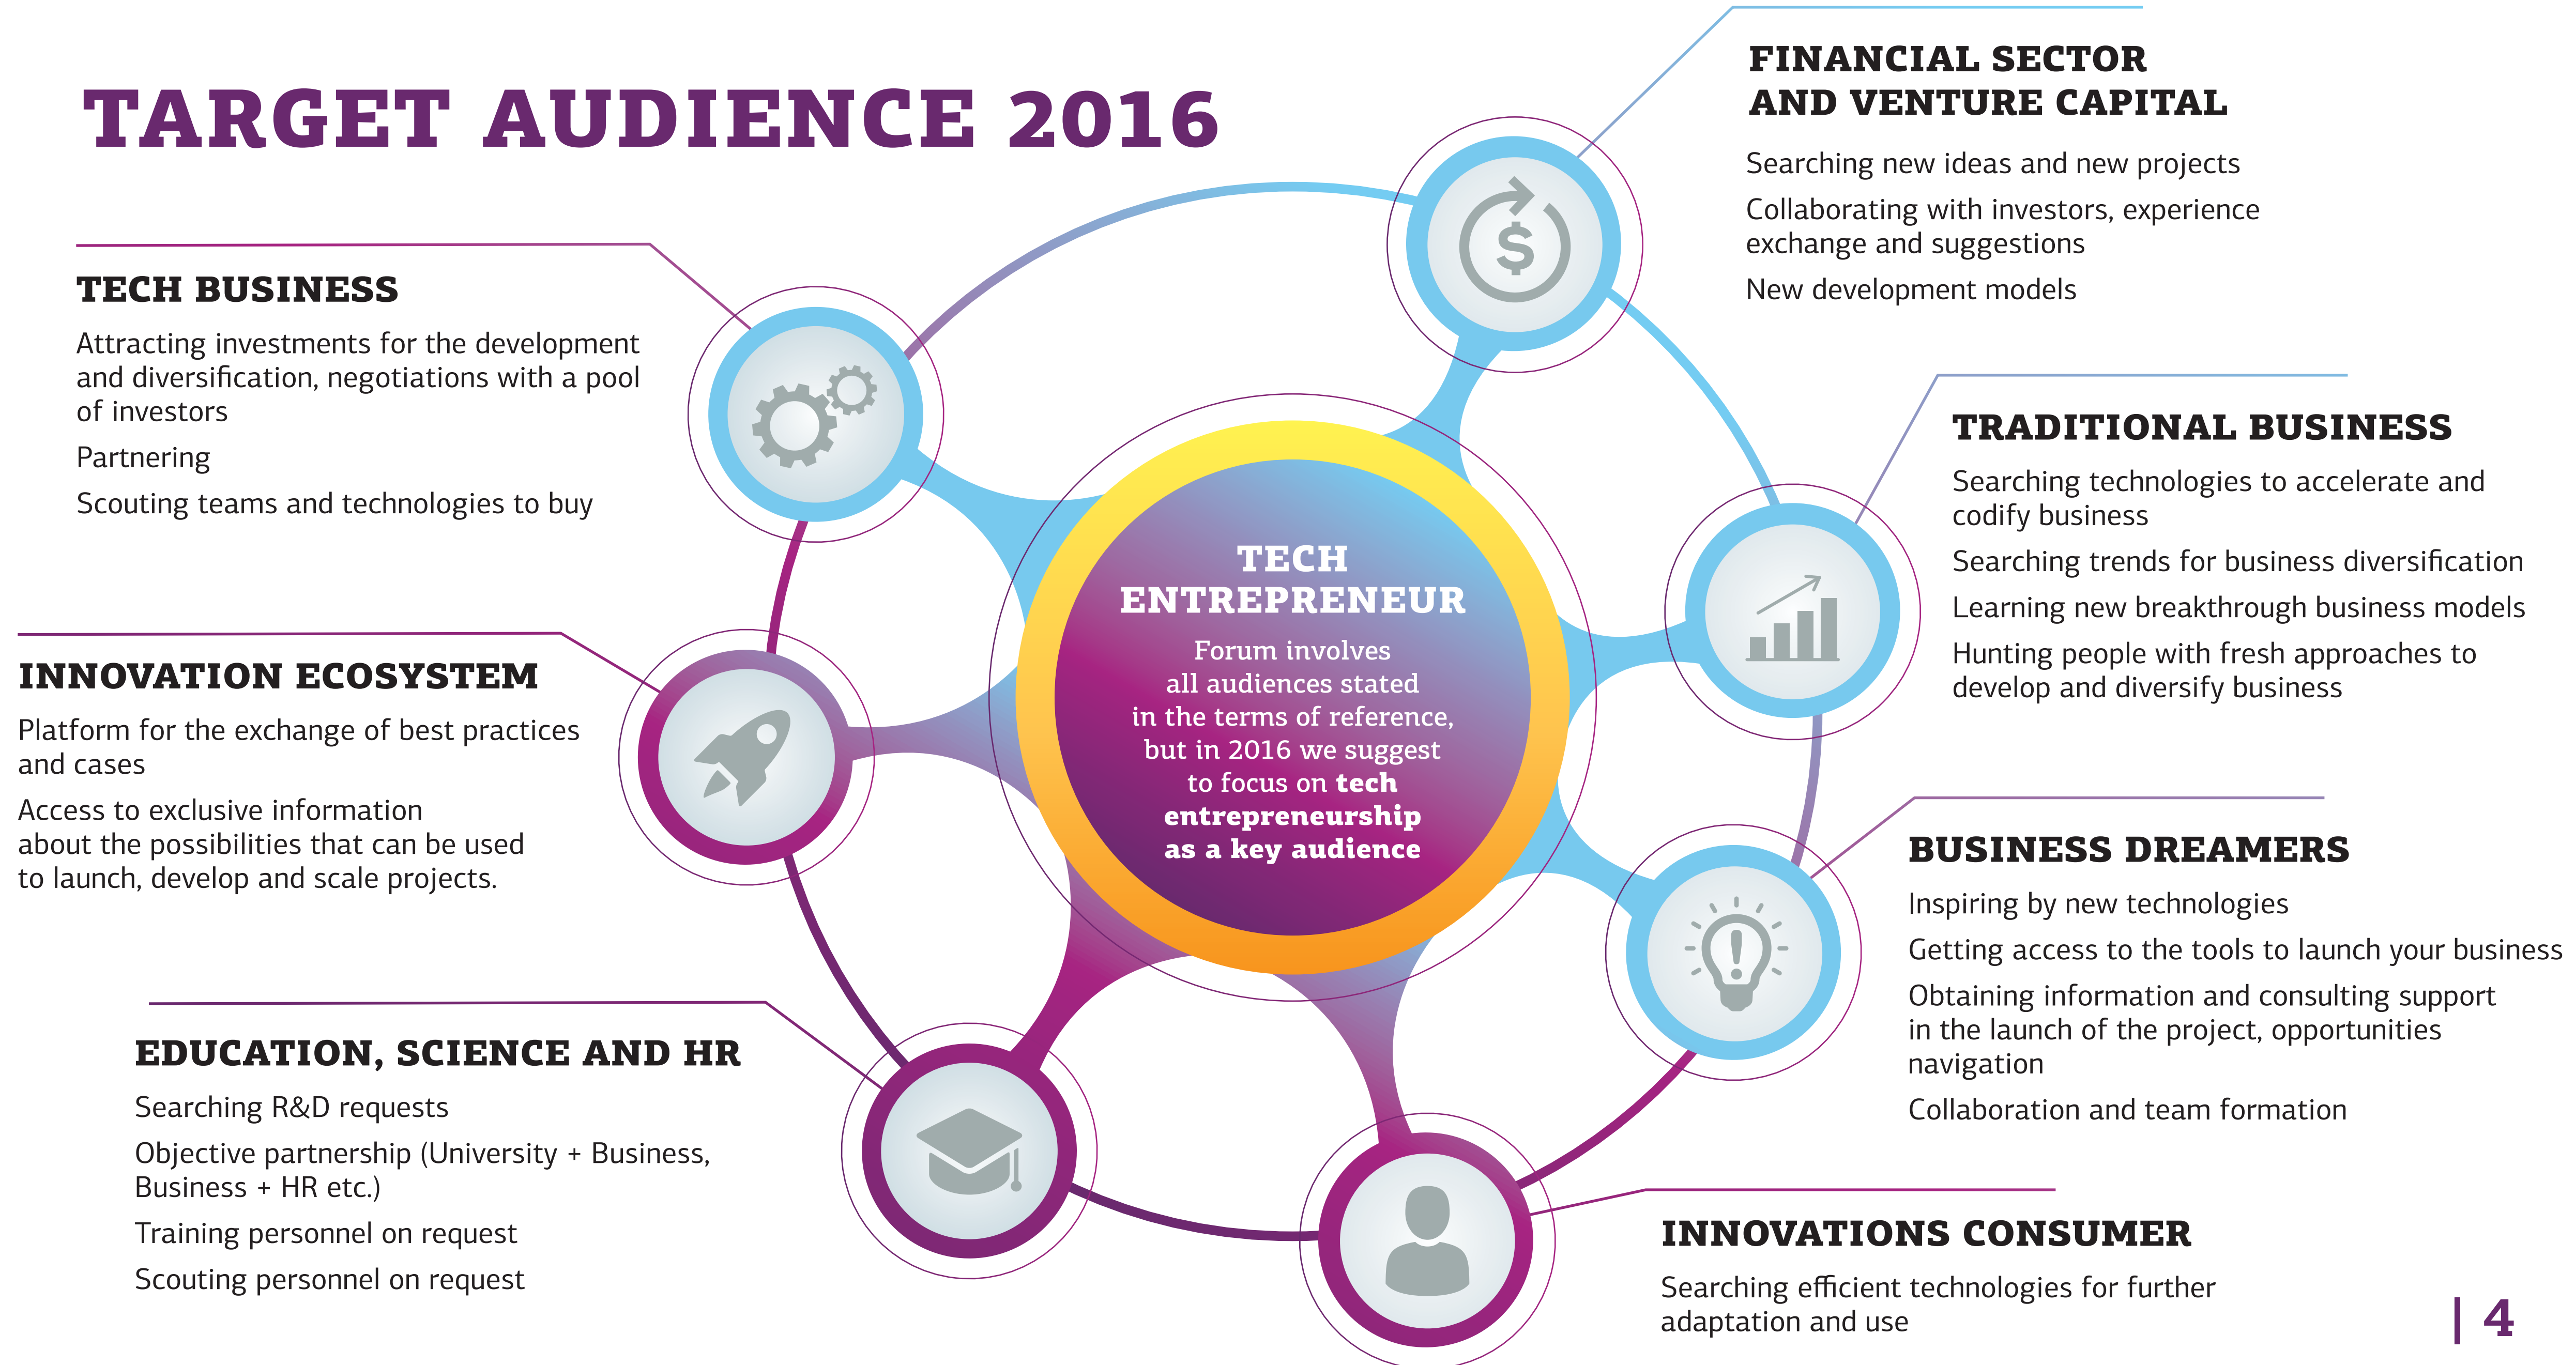 TARGET AUDIENCE 2016
TECH BUSINESS
Attracting investments for the development
and diversification, negotiations with a pool
of investors
Partnering
Scouting teams and technologies to buy
INNOVATION ECOSYSTEM
Platform for the exchange of best practices
and cases
Access to exclusive information
about the possibilities that can be used
to launch, develop and scale projects.
EDUCATION, SCIENCE AND HR
Searching R&D requests
Objective partnership (University + Business,
Business + HR etc.)
Training personnel on request
Scouting personnel on request
$
TECH
ENTREPRENEUR
Forum involves
all audiences stated
in the terms of reference,
but in 2016 we suggest
to focus on tech
entrepreneurship
as a key audience
FINANCIAL SECTOR
AND VENTURE CAPITAL
Searching new ideas and new projects
Collaborating with investors, experience
exchange and suggestions
New development models
TRADITIONAL BUSINESS
Searching technologies to accelerate and
codify business
Searching trends for business diversification
Learning new breakthrough business models
Hunting people with fresh approaches to
develop and diversify business
BUSINESS DREAMERS
Inspiring by new technologies
Getting access to the tools to launch your business
Obtaining information and consulting support
in the launch of the project, opportunities
navigation
Collaboration and team formation
INNOVATIONS CONSUMER
Searching efficient technologies for further
adaptation and use
| 4